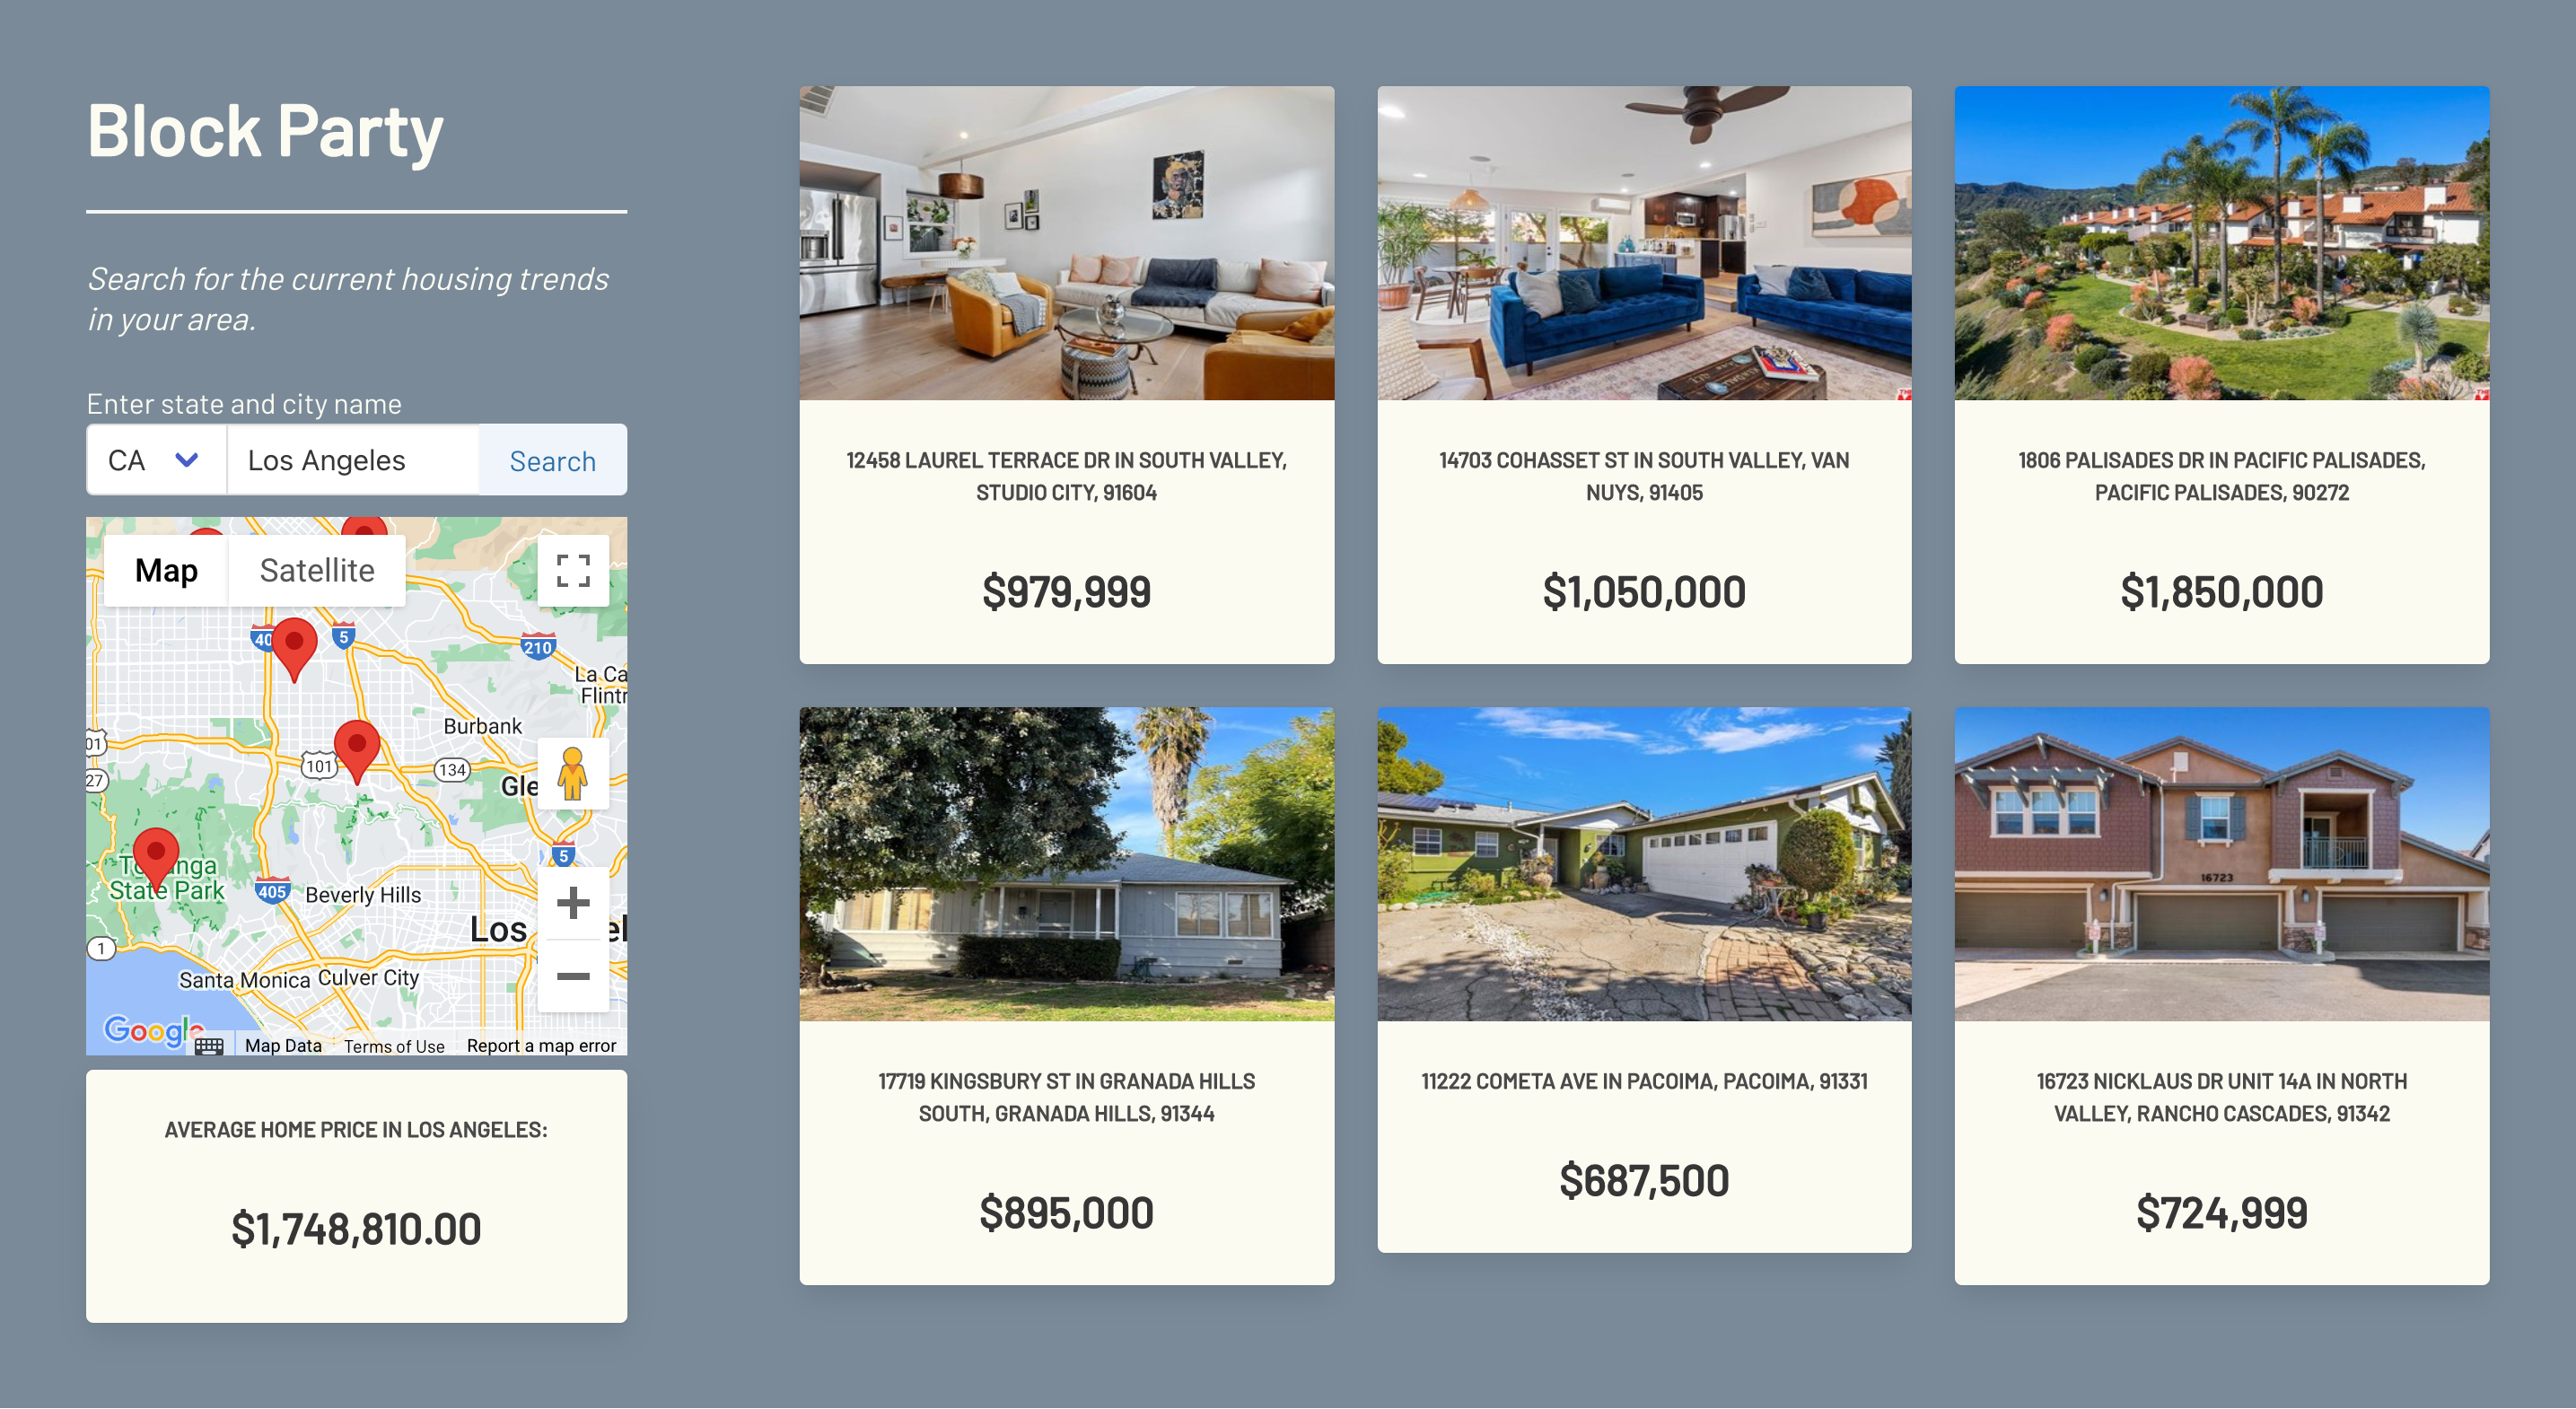 Block Party
Search for the current housing trends
in your area.
Enter state and city name
CA
Los Angeles
Search
Map
Satellite
5
210
La Ca
Flintr
Burbank
01
101
134
27
Gle
State Park
405
Beverly Hills
5
Los
el
1
Santa Monica
Culver City
Google
Map Data
Terms of Use
Report a map error
AVERAGE HOME PRICE IN LOS ANGELES:
$1,748,810.00
12458 LAUREL TERRACE DR IN SOUTH VALLEY,
STUDIO CITY, 91604
$979,999
14703 COHASSET ST IN SOUTH VALLEY, VAN
NUYS, 91405
$1,050,000
1806 PALISADES DR IN PACIFIC PALISADES,
PACIFIC PALISADES, 90272
$1,850,000
17719 KINGSBURY ST IN GRANADA HILLS
SOUTH, GRANADA HILLS, 91344
$895,000
11222 COMETA AVE IN PACOIMA, PACOIMA, 91331
$687,500
16723
16723 NICKLAUS DR UNIT 14A IN NORTH
VALLEY, RANCHO CASCADES, 91342
$724,999